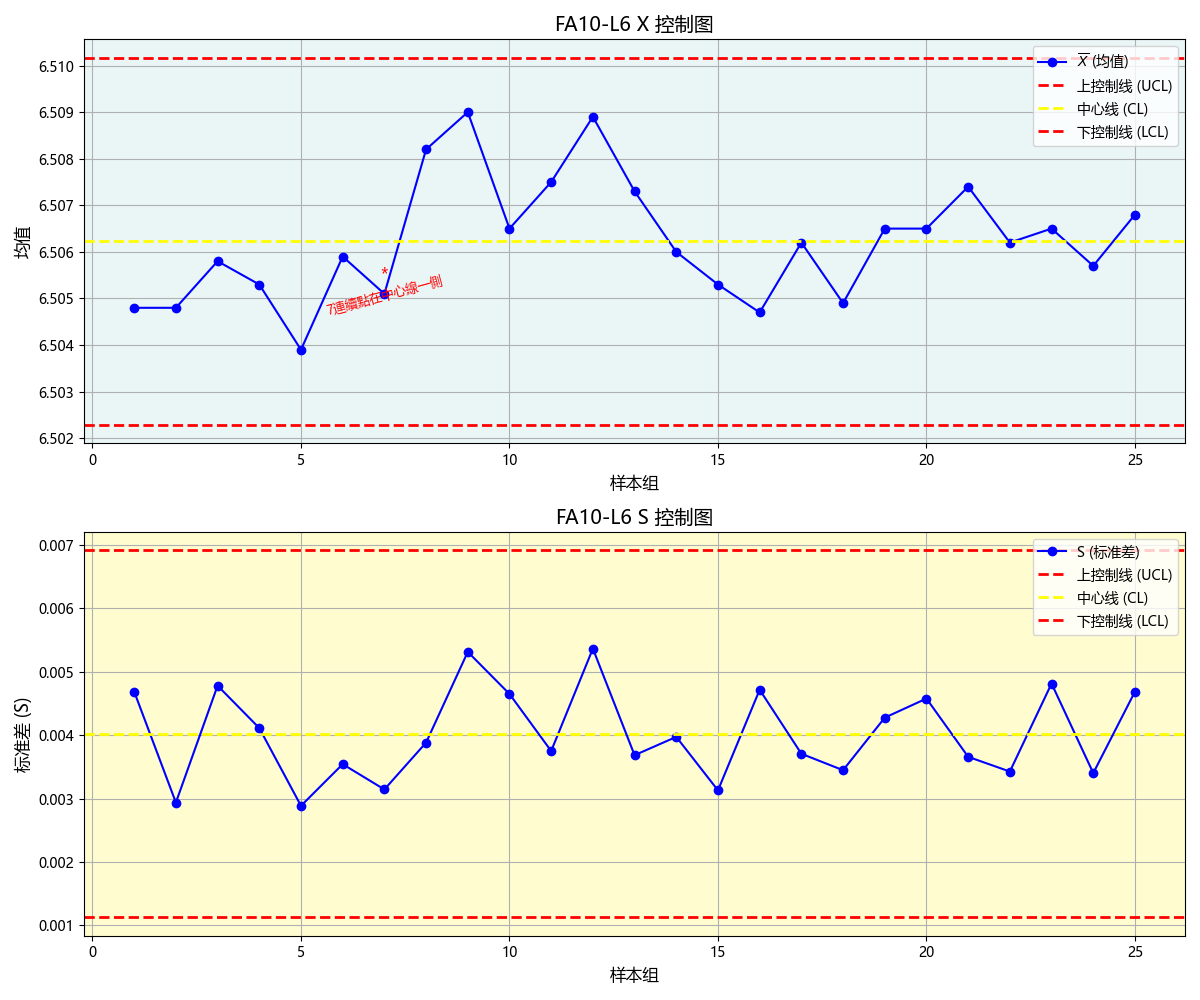 FA10-L6 X 控制图
6.510
6.509
6.508
6.507
6.506
6.505
6.504
6.503
6.502
均值
X (均值)
上控制线 (UCL)
中心线 (CL)
下控制线 (LCL)
*
7連續點在中心線一側
0 5 10 15 20 25
样本组
FA10-L6 S 控制图
0.007
0.006
0.005
0.004
0.003
0.002
0.001
标准差 (S)
S (标准差)
上控制线 (UCL)
中心线 (CL)
下控制线 (LCL)
0 5 10 15 20 25
样本组